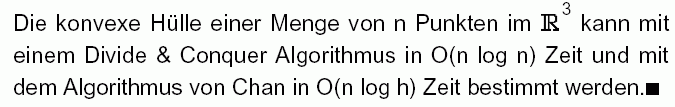 Die konvexe Hülle einer Menge von n Punkten im ℝ³ kann mit
einem Divide & Conquer Algorithmus in O(n log n) Zeit und mit
dem Algorithmus von Chan in O(n log h) Zeit bestimmt werden.■